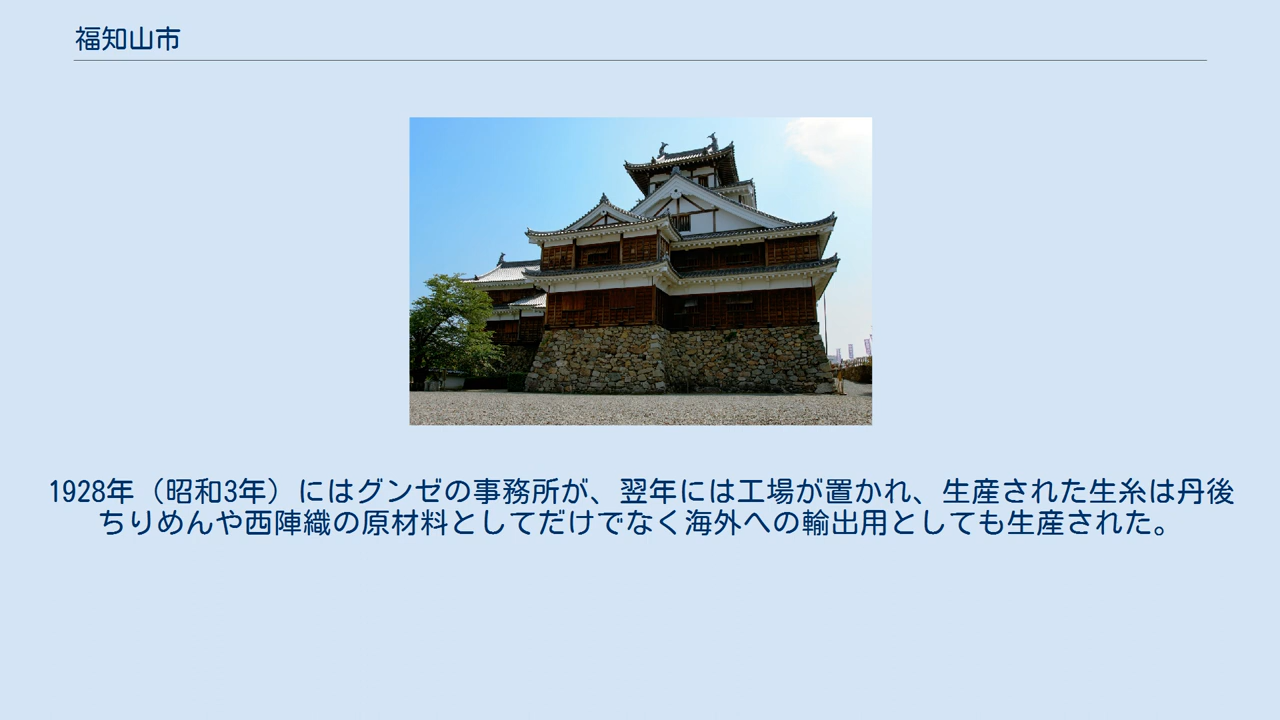 福知山市
1928年（昭和3年）にはグンゼの事務所が、翌年には工場が置かれ、生産された生糸は丹後
ちりめんや西陣織の原材料としてだけでなく海外への輸出用としても生産された。